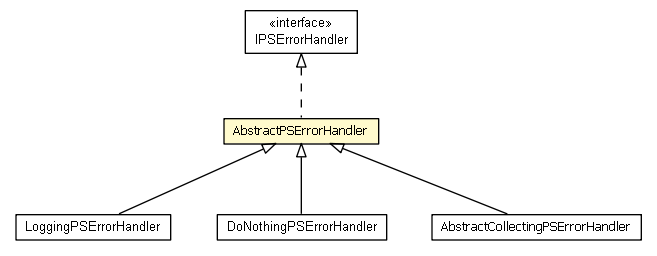 «interface»
IPSErrorHandler
AbstractPSErrorHandler
LoggingPSErrorHandler
DoNothingPSErrorHandler
AbstractCollectingPSErrorHandler